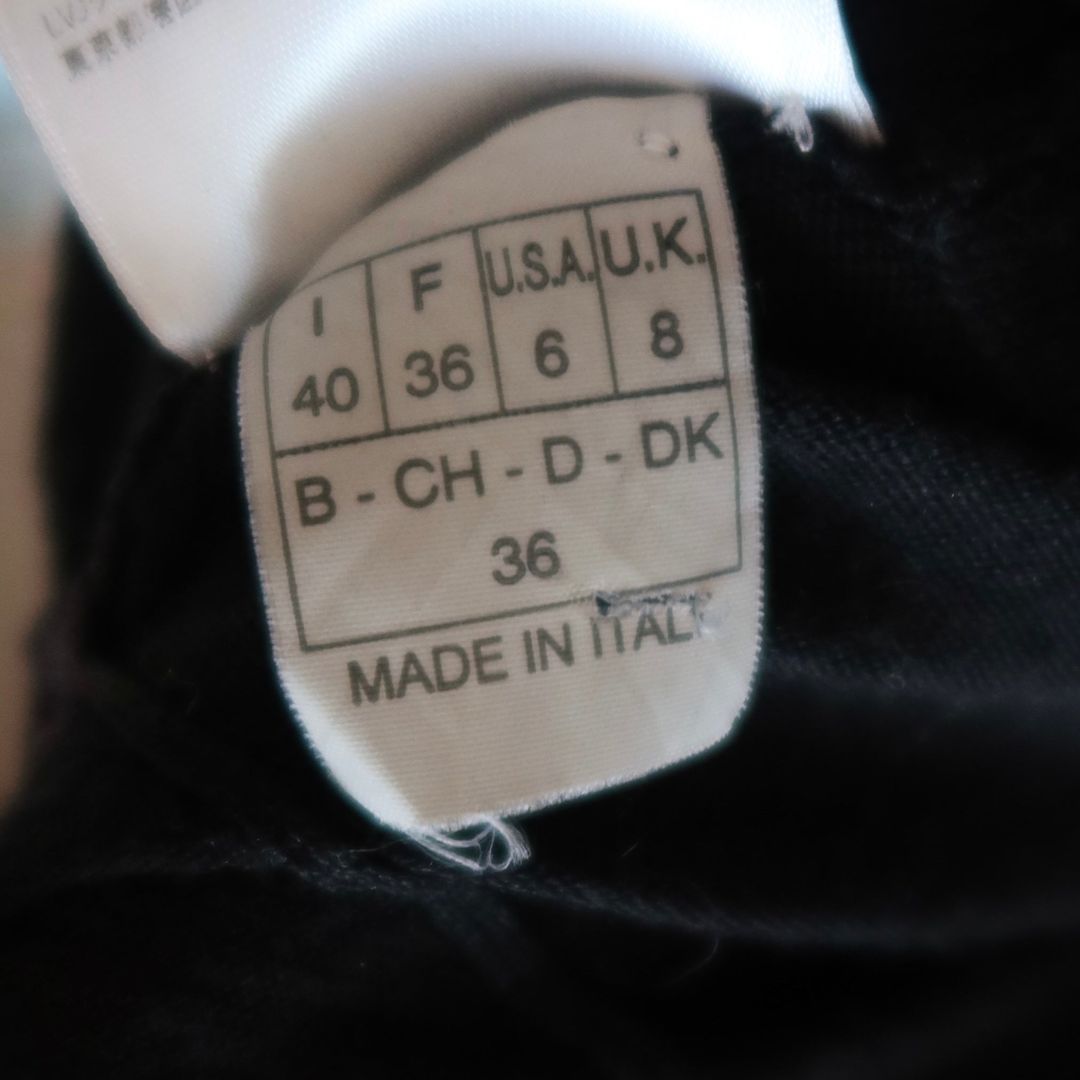 I F U.S.A. U.K.
40 36 6 8
B - CH - D - DK
36
MADE IN ITALY